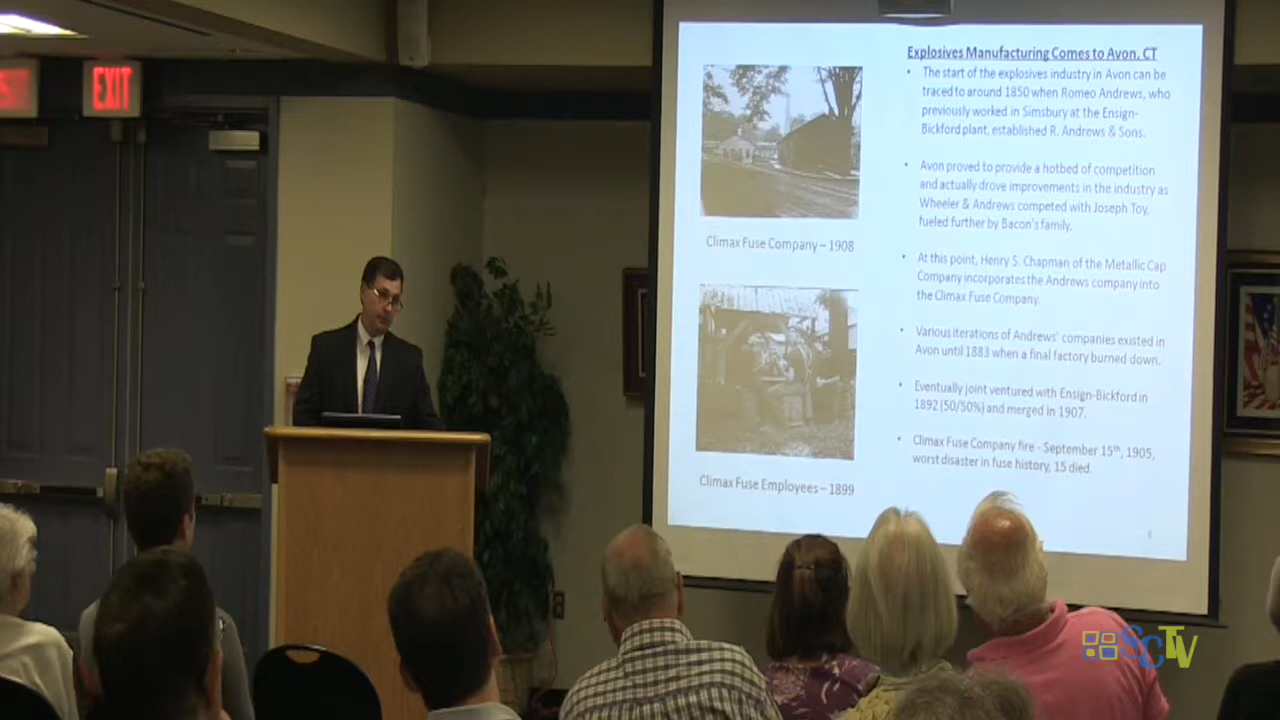 EXIT
Explosives Manufacturing Comes to Avon, CT
• The start of the explosives industry in Avon can be
traced to around 1850 when Romeo Andrews, who
previously worked in Simsbury at the Ensign-
Bickford plant, established R. Andrews & Sons.
• Avon proved to provide a hotbed of competition
and actually drove improvements in the industry as
Wheeler & Andrews competed with Joseph Toy,
fueled further by Bacon's family.
• At this point, Henry S. Chapman of the Metallic Cap
Company incorporates the Andrews company into
the Climax Fuse Company.
• Various iterations of Andrews' companies existed in
Avon until 1883 when a final factory burned down.
• Eventually joint ventured with Ensign-Bickford in
1892 (50/50%) and merged in 1907.
• Climax Fuse Company fire - September 15th, 1905,
worst disaster in fuse history, 15 died.
Climax Fuse Company – 1908
Climax Fuse Employees – 1899
SCTV